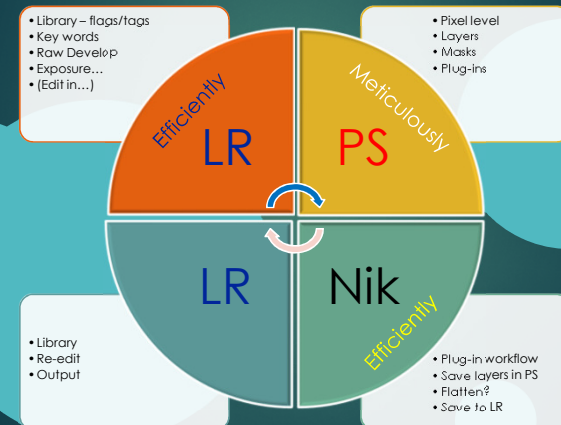 • Library – flags/tags
• Key words
• Raw Develop
• Exposure…
• (Edit in…)
• Pixel level
• Layers
• Masks
• Plug-ins
Efficiently
LR
Meticulously
PS
LR
Nik
Efficiently
• Library
• Re-edit
• Output
• Plug-in workflow
• Save layers in PS
• Flatten?
• Save to LR